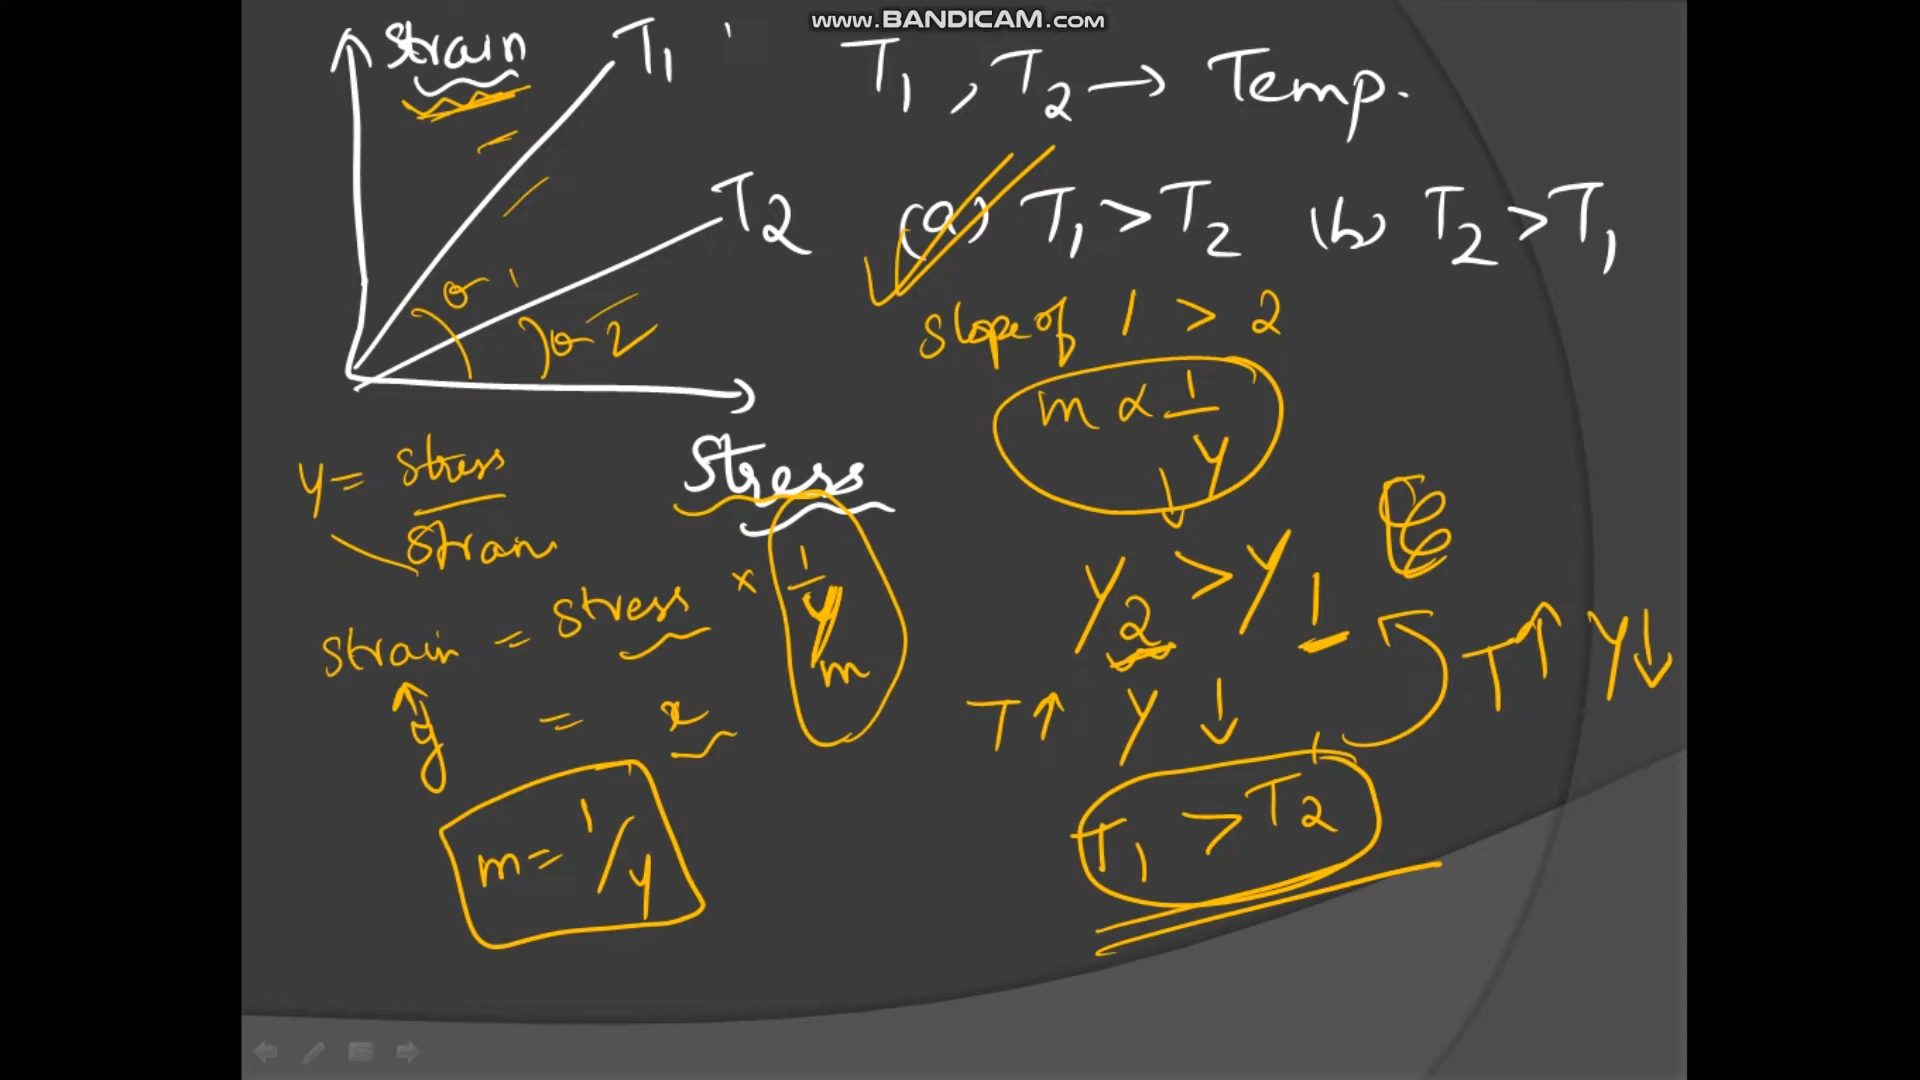 www.BANDICAM.com
Strain
T1
T1, T2 → Temp.
T2
(a) T1 > T2 (b) T2 > T1
θ1
θ2
Slope of 1 > 2
m ∝ 1/Y
Stress
Y = Stress/Strain
Y2 > Y1
strain = stress × 1/Y
m
T↑ Y↓
T↑ Y↓
y = x
T1 > T2
m = 1/Y